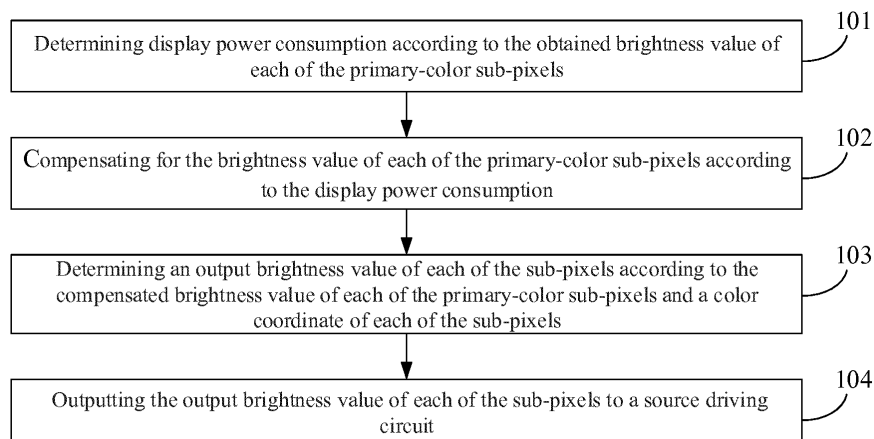 101
Determining display power consumption according to the obtained brightness value of
each of the primary-color sub-pixels
102
Compensating for the brightness value of each of the primary-color sub-pixels according
to the display power consumption
103
Determining an output brightness value of each of the sub-pixels according to the
compensated brightness value of each of the primary-color sub-pixels and a color
coordinate of each of the sub-pixels
104
Outputting the output brightness value of each of the sub-pixels to a source driving
circuit